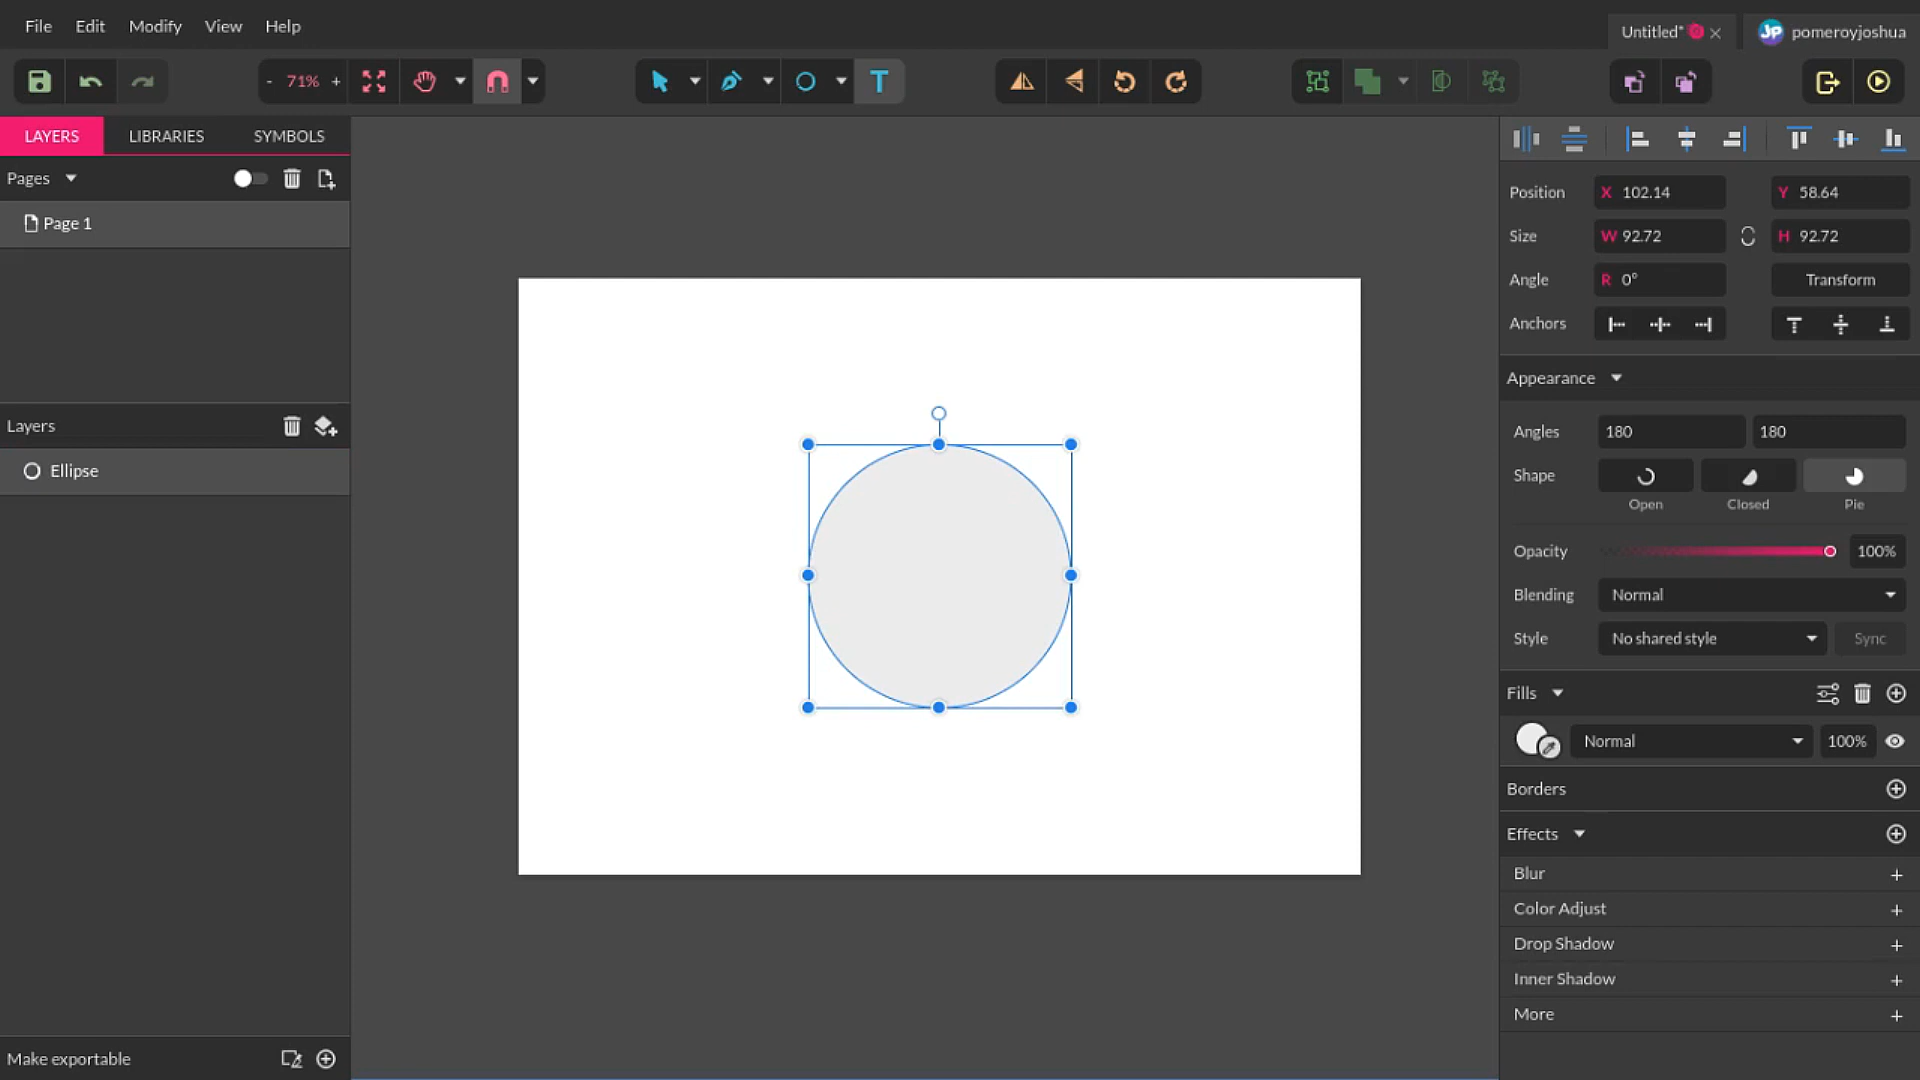 File Edit Modify View Help
Untitled* pomeroyjoshua
JP
- 71% + T
LAYERS LIBRARIES SYMBOLS
Pages
Page 1
Layers
Ellipse
Make exportable
Position X 102.14 Y 58.64
Size W 92.72 H 92.72
Angle R 0° Transform
Anchors
Appearance
Angles 180 180
Shape
Open Closed Pie
Opacity 100%
Blending Normal
Style No shared style Sync
Fills
Normal 100%
Borders
Effects
Blur +
Color Adjust +
Drop Shadow +
Inner Shadow +
More +